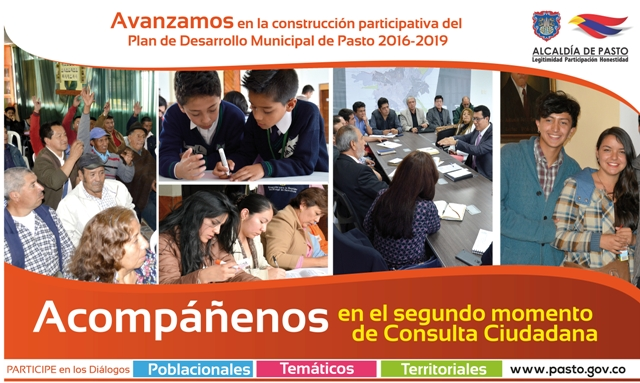 Avanzamos en la construcción participativa del
Plan de Desarrollo Municipal de Pasto 2016-2019
ALCALDÍA DE PASTO
Legitimidad Participación Honestidad
Acompáñenos en el segundo momento
de Consulta Ciudadana
PARTICIPE en los Diálogos Poblacionales Temáticos Territoriales www.pasto.gov.co